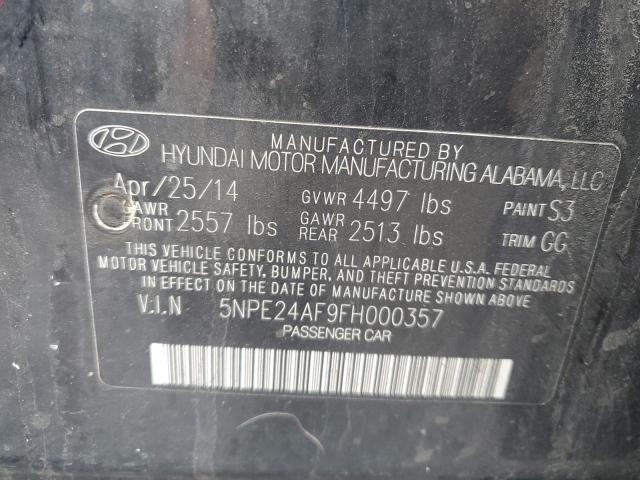 MANUFACTURED BY
HYUNDAI MOTOR MANUFACTURING ALABAMA, LLC
Apr/25/14 GVWR 4497 lbs PAINT S3
GAWR FRONT 2557 lbs GAWR REAR 2513 lbs TRIM GG
THIS VEHICLE CONFORMS TO ALL APPLICABLE U.S.A. FEDERAL
MOTOR VEHICLE SAFETY, BUMPER, AND THEFT PREVENTION STANDARDS
IN EFFECT ON THE DATE OF MANUFACTURE SHOWN ABOVE
V.I.N 5NPE24AF9FH000357
PASSENGER CAR